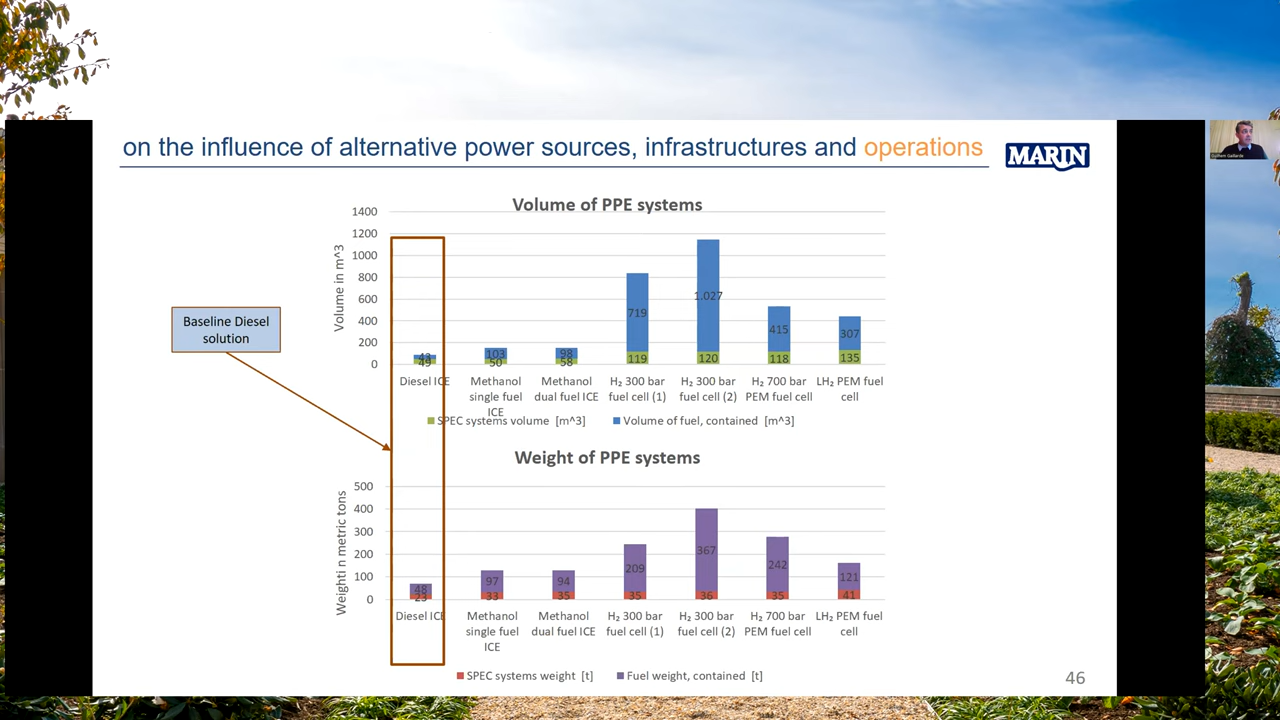 on the influence of alternative power sources, infrastructures and operations
MARIN
Volume of PPE systems
Volume in m^3
1400
1200
1000
800
600
400
200
0
719
1.027
415
307
43
103
98
49
50
58
119
120
118
135
Diesel ICE
Methanol
single fuel
ICE
Methanol
dual fuel ICE
H₂ 300 bar
fuel cell (1)
H₂ 300 bar
fuel cell (2)
H₂ 700 bar
PEM fuel cell
LH₂ PEM fuel
cell
SPEC systems volume [m^3]
Volume of fuel, contained [m^3]
Baseline Diesel
solution
Weight of PPE systems
Weighti n metric tons
500
400
300
200
100
0
48
97
94
209
367
242
121
33
35
35
36
35
41
Diesel ICE
Methanol
single fuel
ICE
Methanol
dual fuel ICE
H₂ 300 bar
fuel cell (1)
H₂ 300 bar
fuel cell (2)
H₂ 700 bar
PEM fuel cell
LH₂ PEM fuel
cell
SPEC systems weight [t]
Fuel weight, contained [t]
46